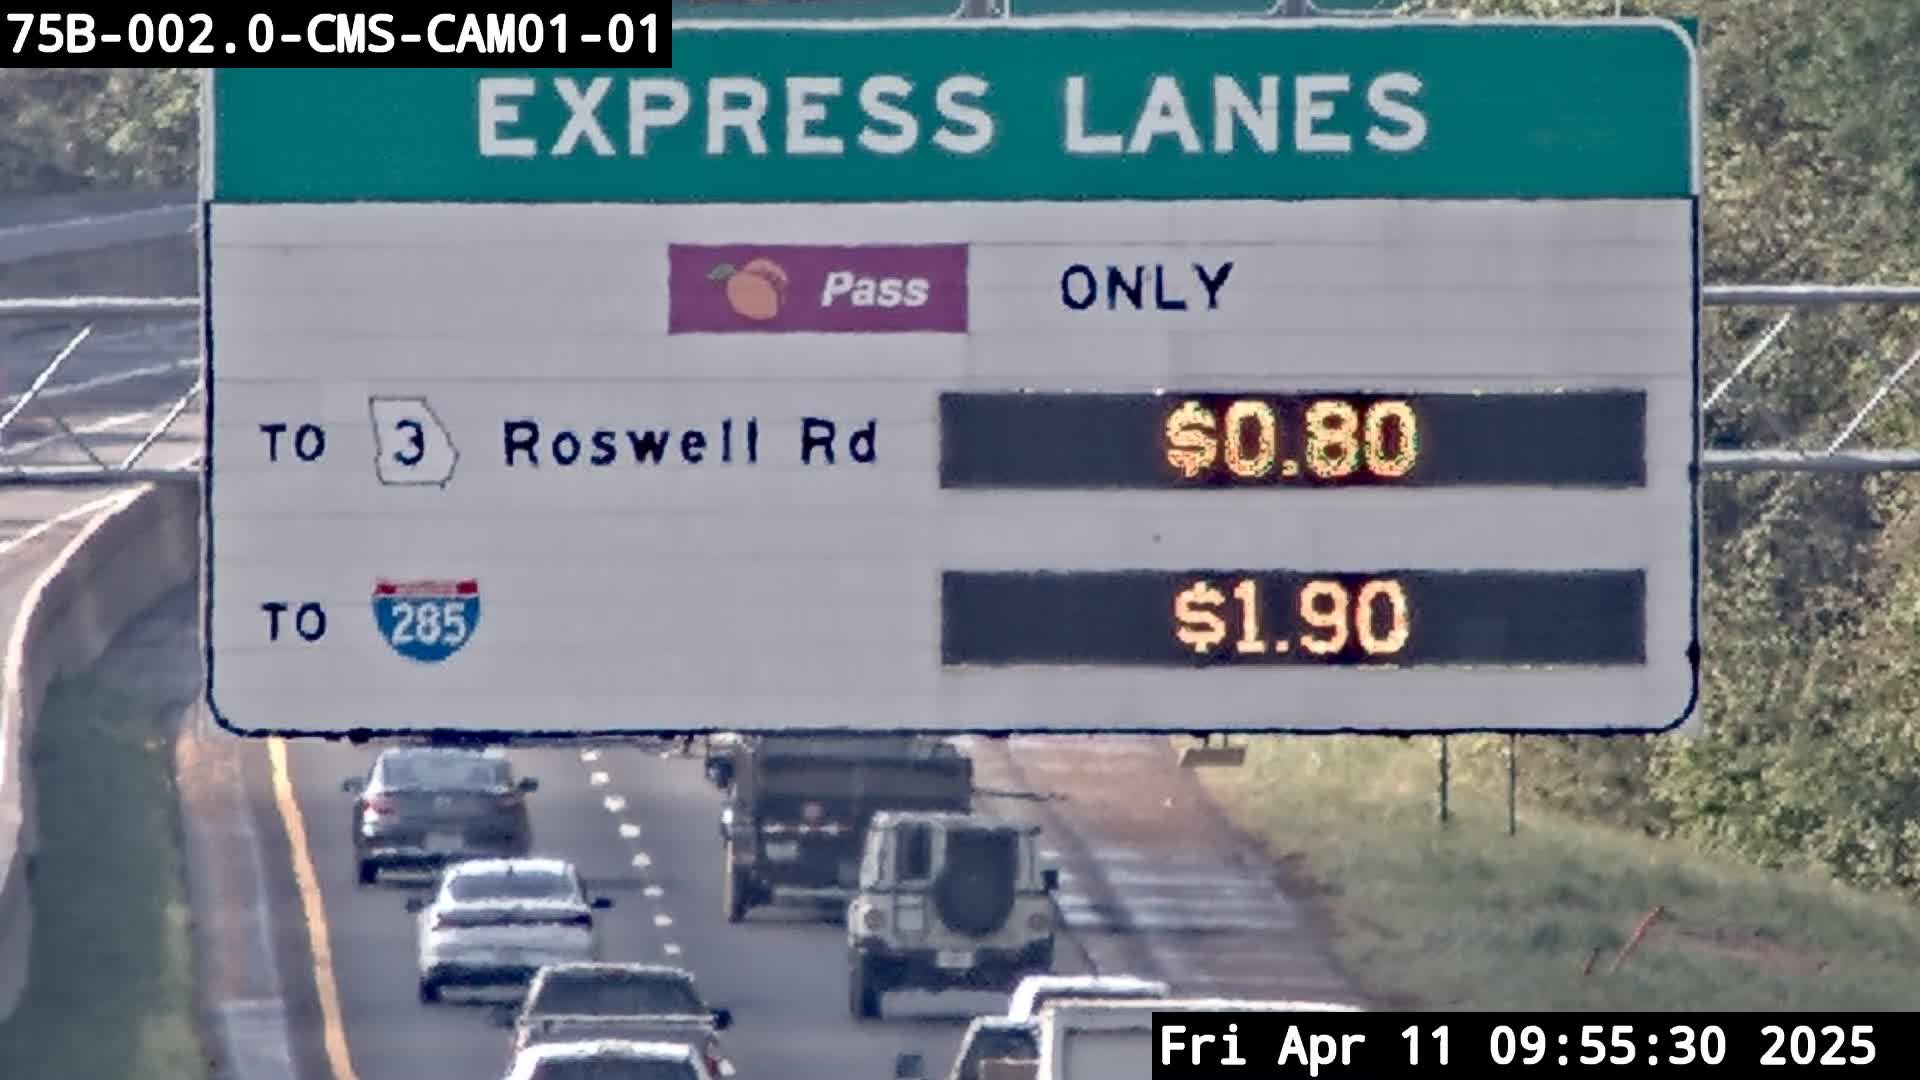 75B-002.0-CMS-CAM01-01
EXPRESS LANES
Pass ONLY
TO 3 Roswell Rd $0.80
TO 285 $1.90
Fri Apr 11 09:55:30 2025